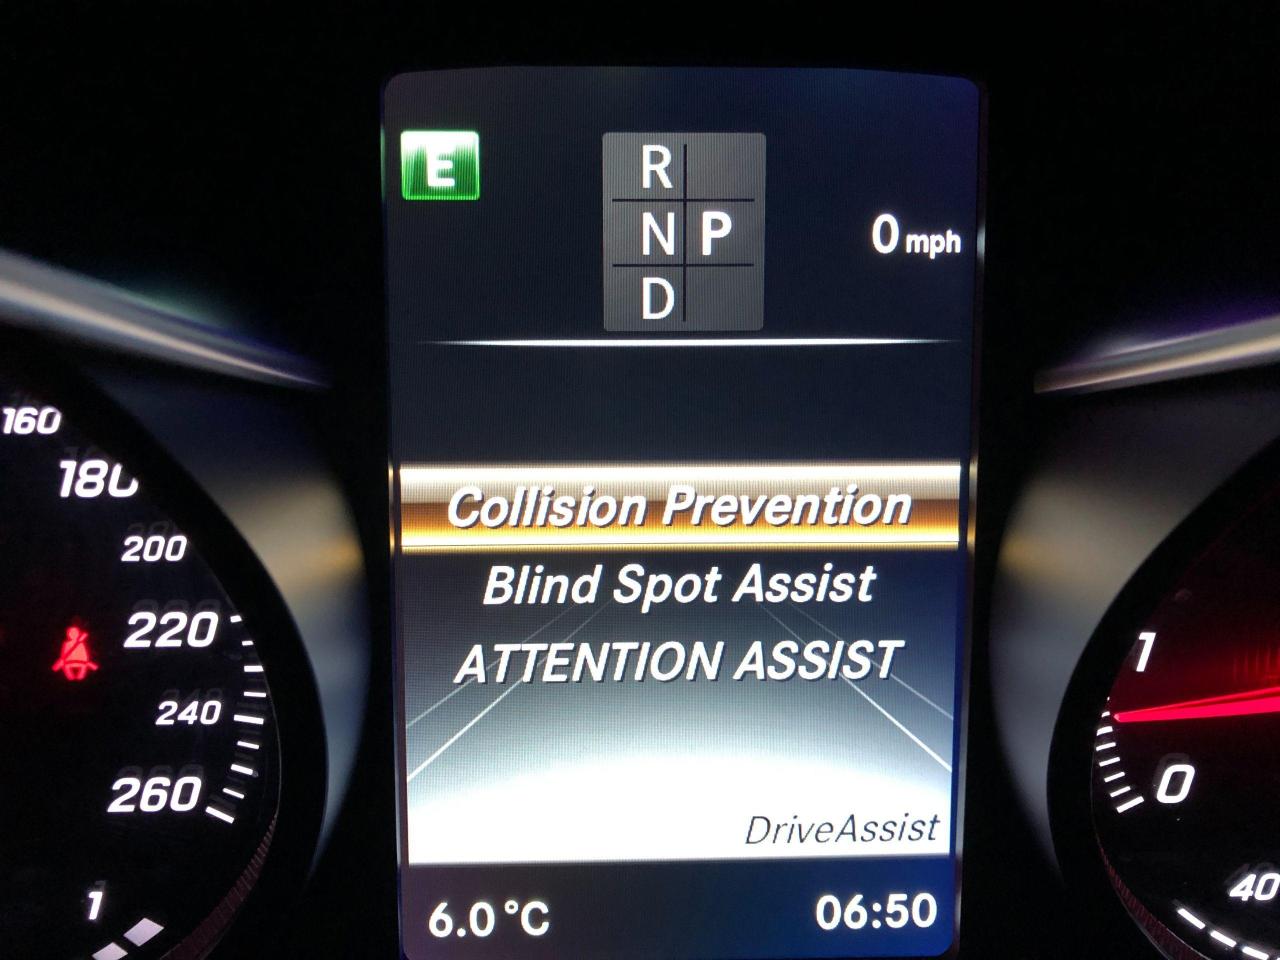 E
R
N P
D
0 mph
160
180
200
220
240
260
1
Collision Prevention
Blind Spot Assist
ATTENTION ASSIST
DriveAssist
6.0 °C
06:50
1
0
40